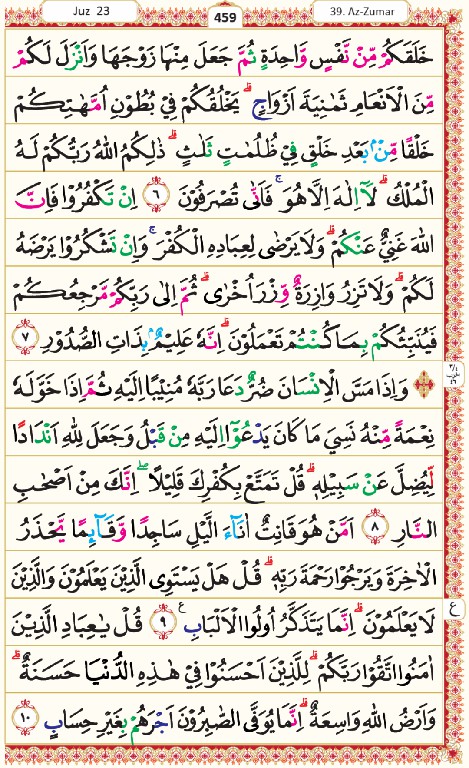 Juz 23 459 39. Az-Zumar
خَلَقَكُمْ مِّنْ نَّفْسٍ وَّاحِدَةٍ ثُمَّ جَعَلَ مِنْهَا زَوْجَهَا وَاَنْزَلَ لَكُمْ
مِّنَ الْاَنْعَامِ ثَمٰنِيَةَ اَزْوَاجٍ ؕ يَخْلُقُكُمْ فِيْ بُطُوْنِ اُمَّهٰتِكُمْ
خَلْقًا مِّنْۢ بَعْدِ خَلْقٍ فِيْ ظُلُمٰتٍ ثَلٰثٍ ؕ ذٰلِكُمُ اللّٰهُ رَبُّكُمْ لَهُ
الْمُلْكُ ؕ لَاۤ اِلٰهَ اِلَّا هُوَ ۚ فَاَنّٰى تُصْرَفُوْنَ ٦ اِنْ تَكْفُرُوْا فَاِنَّ
اللّٰهَ غَنِيٌّ عَنْكُمْ ۫ وَلَا يَرْضٰى لِعِبَادِهِ الْكُفْرَ ۚ وَاِنْ تَشْكُرُوْا يَرْضَهُ
لَكُمْ ؕ وَلَا تَزِرُ وَازِرَةٌ وِّزْرَ اُخْرٰى ؕ ثُمَّ اِلٰى رَبِّكُمْ مَّرْجِعُكُمْ
فَيُنَبِّئُكُمْ بِمَا كُنْتُمْ تَعْمَلُوْنَ ؕ اِنَّهٗ عَلِيْمٌۢ بِذَاتِ الصُّدُوْرِ ٧
وَاِذَا مَسَّ الْاِنْسَانَ ضُرٌّ دَعَا رَبَّهٗ مُنِيْبًا اِلَيْهِ ثُمَّ اِذَا خَوَّلَهٗ
نِعْمَةً مِّنْهُ نَسِيَ مَا كَانَ يَدْعُوْۤا اِلَيْهِ مِنْ قَبْلُ وَجَعَلَ لِلّٰهِ اَنْدَادًا
لِّيُضِلَّ عَنْ سَبِيْلِهٖ ؕ قُلْ تَمَتَّعْ بِكُفْرِكَ قَلِيْلًا ۖ اِنَّكَ مِنْ اَصْحٰبِ
النَّارِ ٨ اَمَّنْ هُوَ قَانِتٌ اٰنَآءَ الَّيْلِ سَاجِدًا وَّقَآئِمًا يَّحْذَرُ
الْاٰخِرَةَ وَيَرْجُوْا رَحْمَةَ رَبِّهٖ ؕ قُلْ هَلْ يَسْتَوِى الَّذِيْنَ يَعْلَمُوْنَ وَالَّذِيْنَ
لَا يَعْلَمُوْنَ ؕ اِنَّمَا يَتَذَكَّرُ اُولُوا الْاَلْبَابِ ٩ ع قُلْ يٰعِبَادِ الَّذِيْنَ
ع
اٰمَنُوا اتَّقُوْا رَبَّكُمْ ؕ لِلَّذِيْنَ اَحْسَنُوْا فِيْ هٰذِهِ الدُّنْيَا حَسَنَةٌ ؕ
وَاَرْضُ اللّٰهِ وَاسِعَةٌ ؕ اِنَّمَا يُوَفَّى الصّٰبِرُوْنَ اَجْرَهُمْ بِغَيْرِ حِسَابٍ ١٠